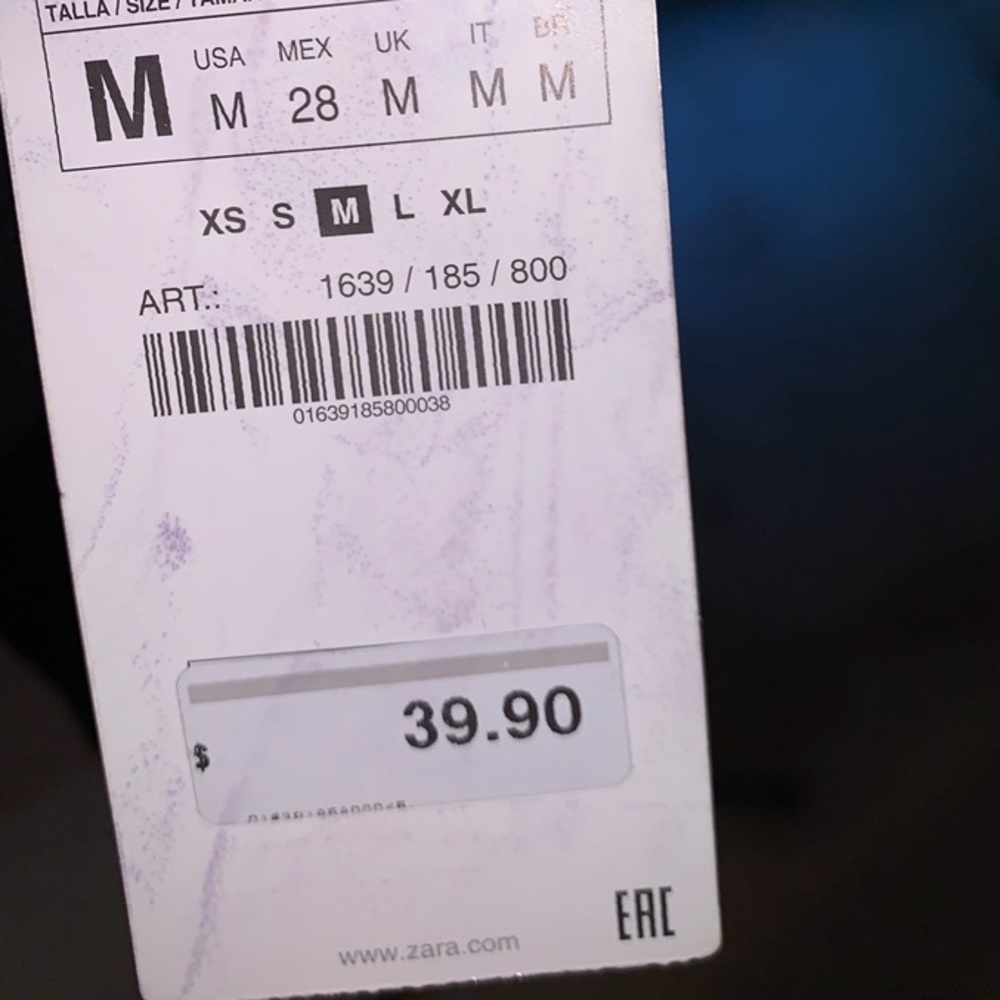 TALLA / SIZE /
USA MEX UK IT BR
M M 28 M M M
XS S M L XL
ART.: 1639 / 185 / 800
01639185800038
39.90
$
EAC
www.zara.com